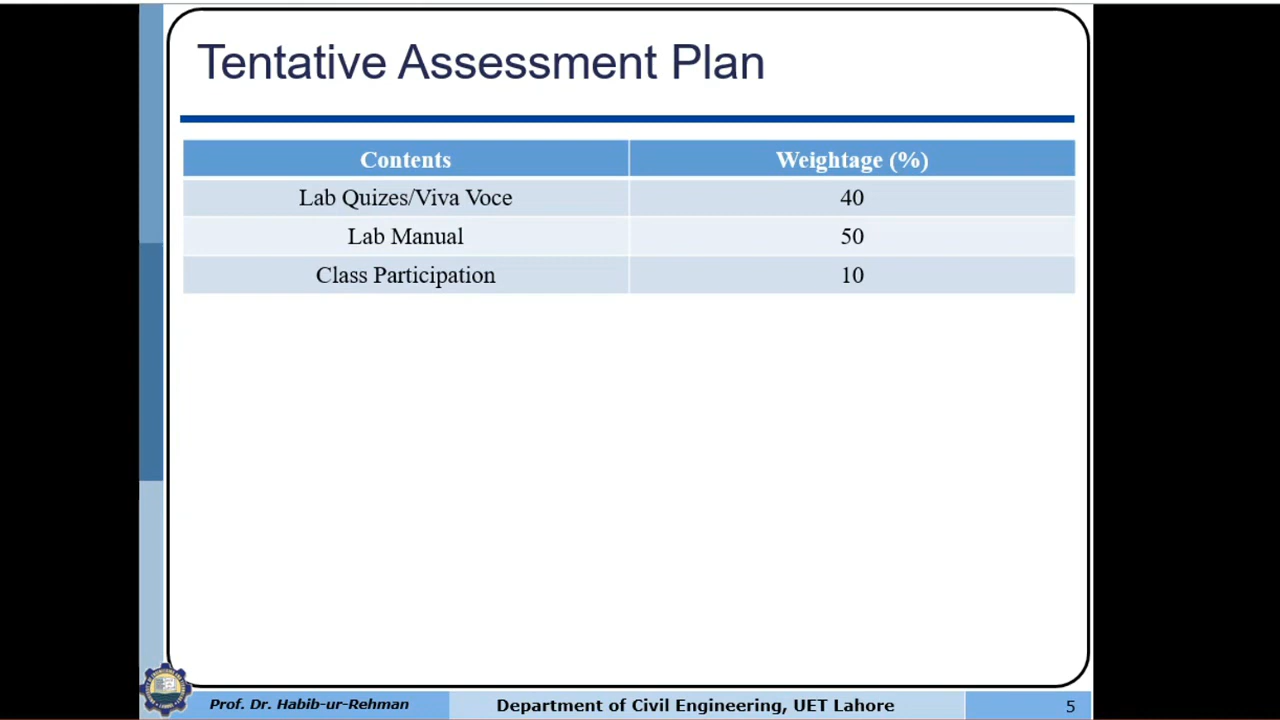 Tentative Assessment Plan
Contents Weightage (%)
Lab Quizes/Viva Voce 40
Lab Manual 50
Class Participation 10
Prof. Dr. Habib-ur-Rehman Department of Civil Engineering, UET Lahore 5